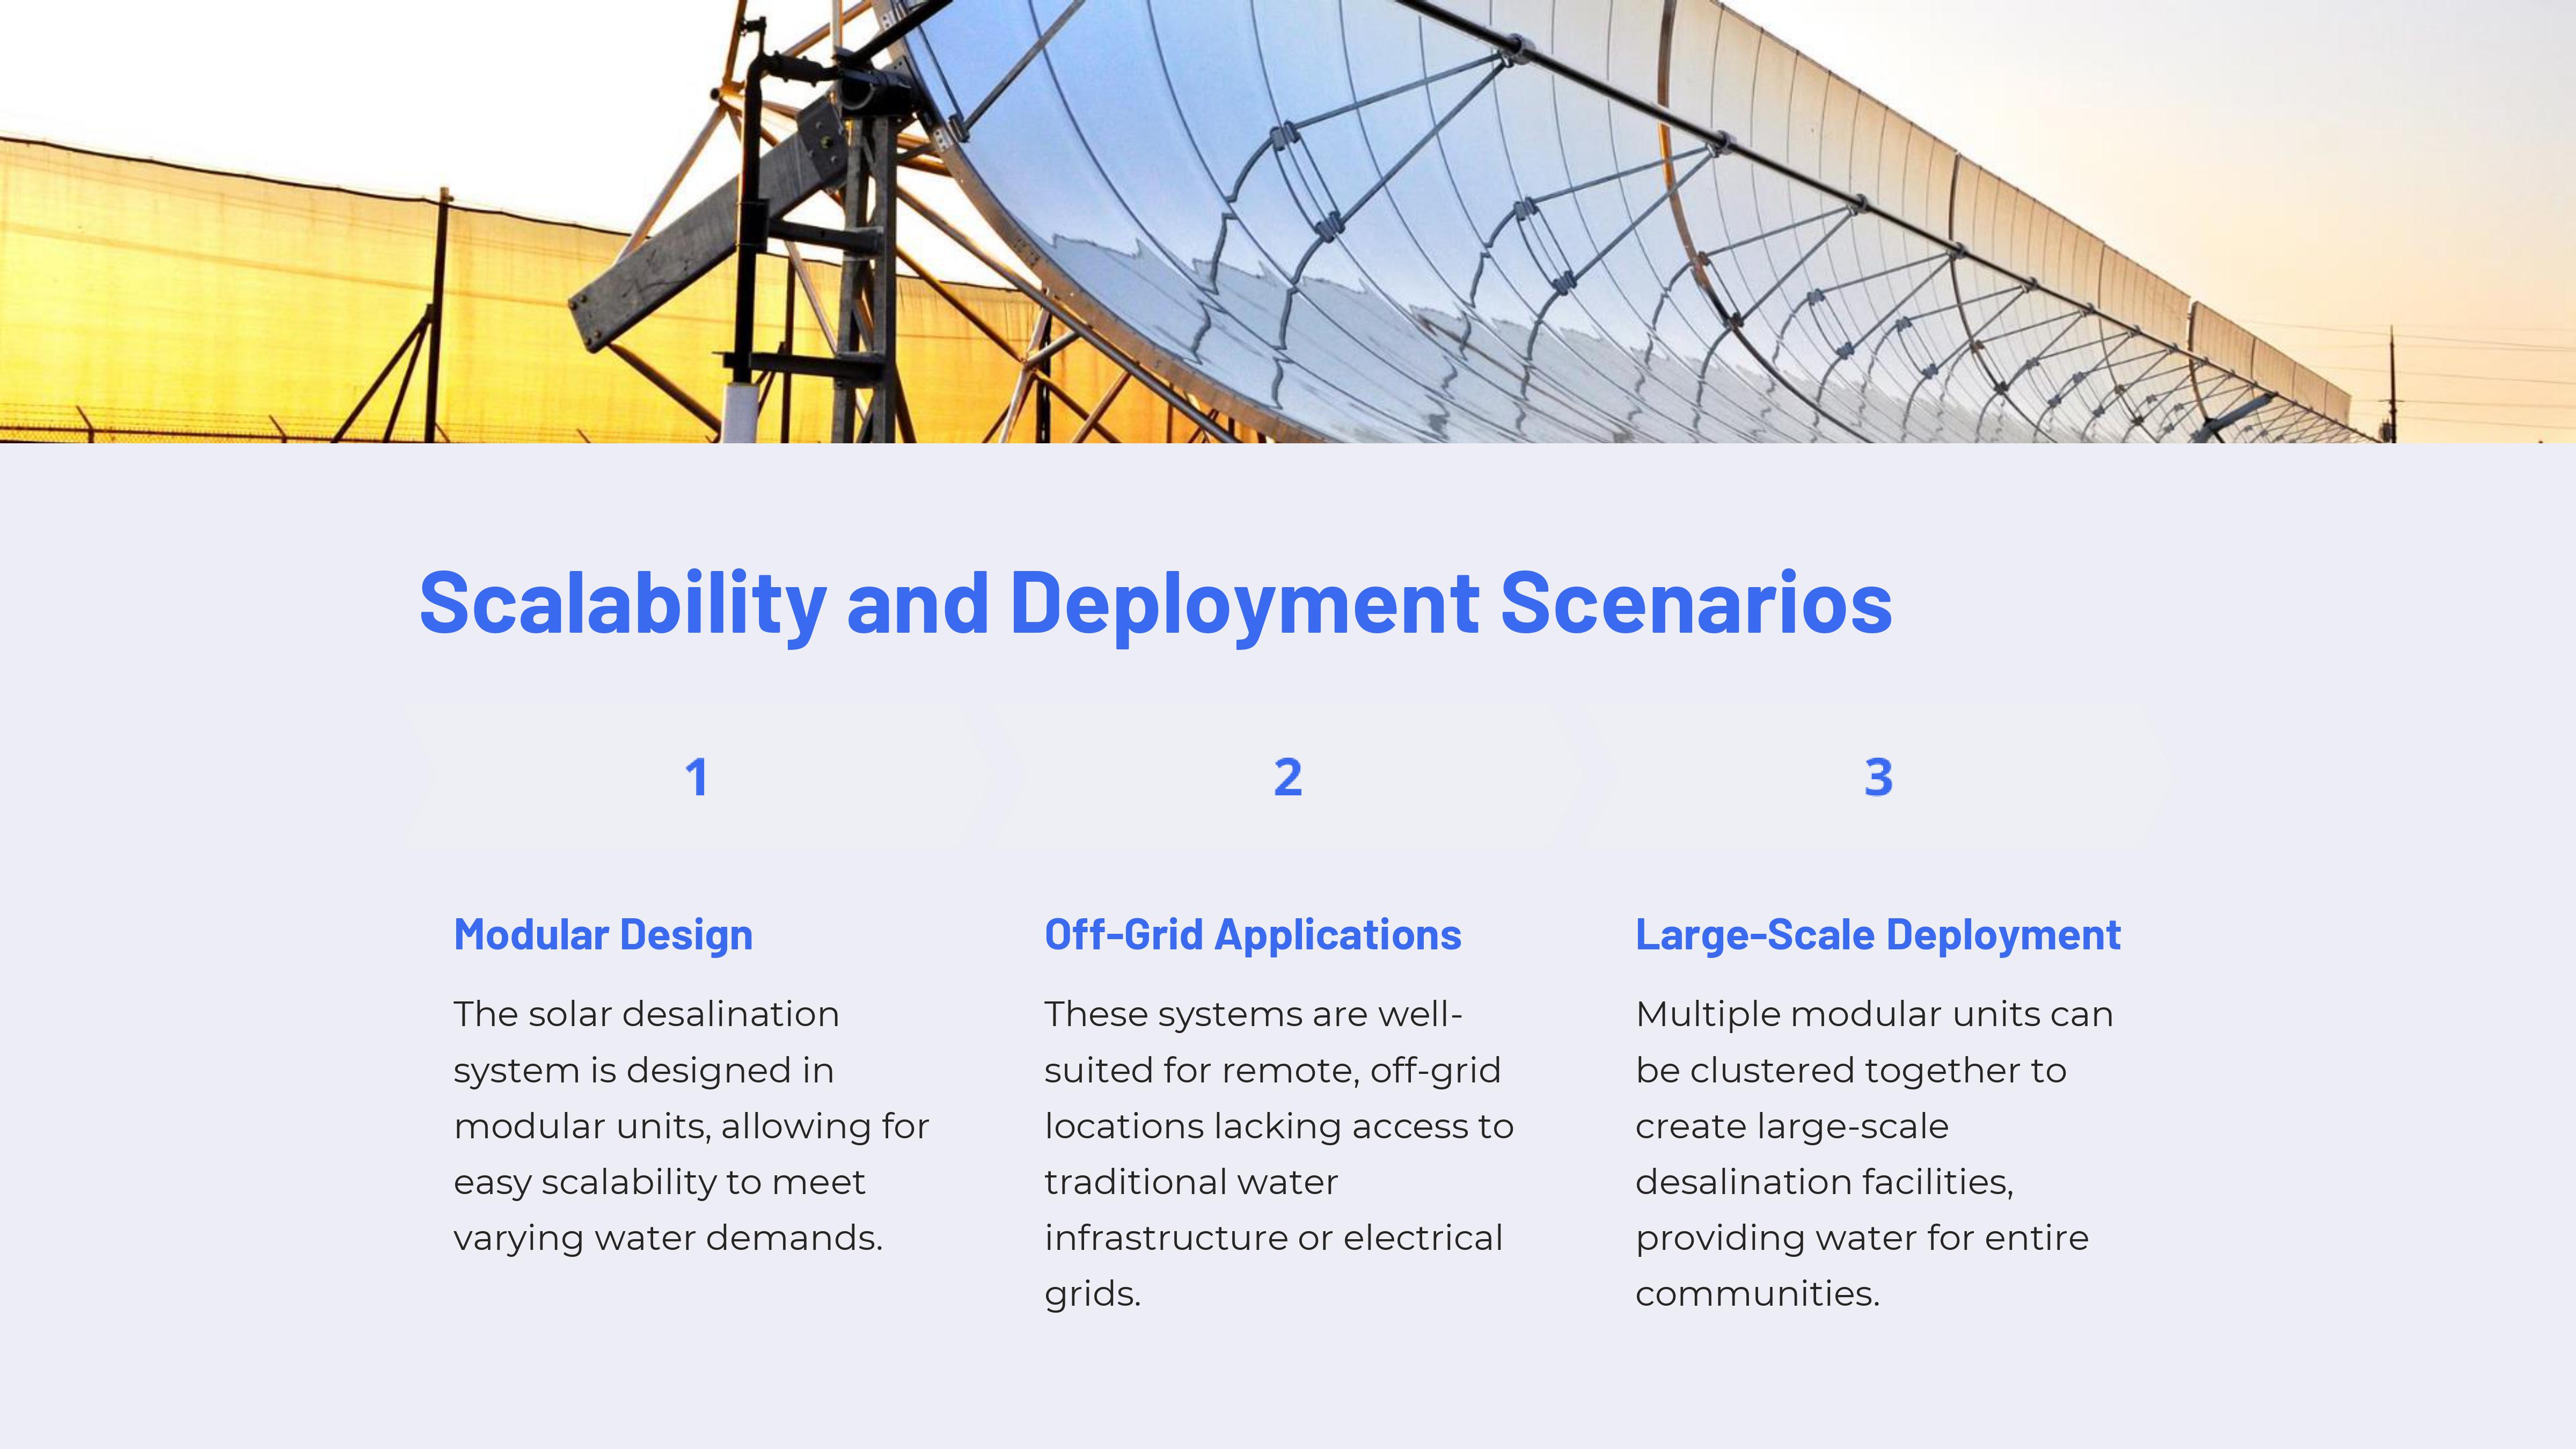 Scalability and Deployment Scenarios
1
2
3
Modular Design
The solar desalination
system is designed in
modular units, allowing for
easy scalability to meet
varying water demands.
Off-Grid Applications
These systems are well-
suited for remote, off-grid
locations lacking access to
traditional water
infrastructure or electrical
grids.
Large-Scale Deployment
Multiple modular units can
be clustered together to
create large-scale
desalination facilities,
providing water for entire
communities.